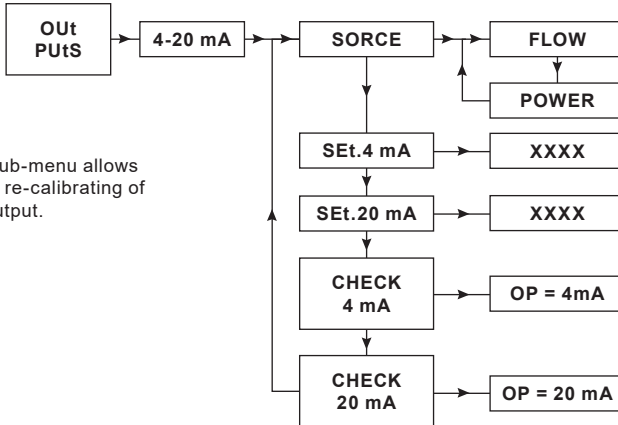 OUt
PUtS
4-20 mA
SORCE
FLOW
POWER
ub-menu allows
re-calibrating of
utput.
SEt.4 mA
XXXX
SEt.20 mA
XXXX
CHECK
4 mA
OP = 4mA
CHECK
20 mA
OP = 20 mA